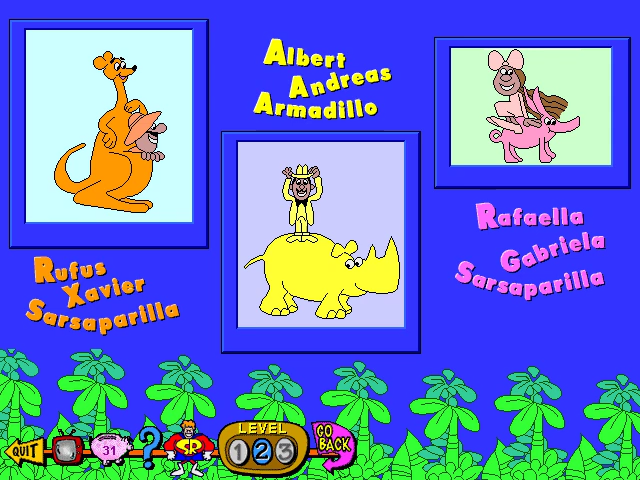 Albert
Andreas
Armadillo
Rufus
Xavier
Sarsaparilla
Rafaella
Gabriela
Sarsaparilla
QUIT
31
?
SR
LEVEL
1 2 3
GO
BACK